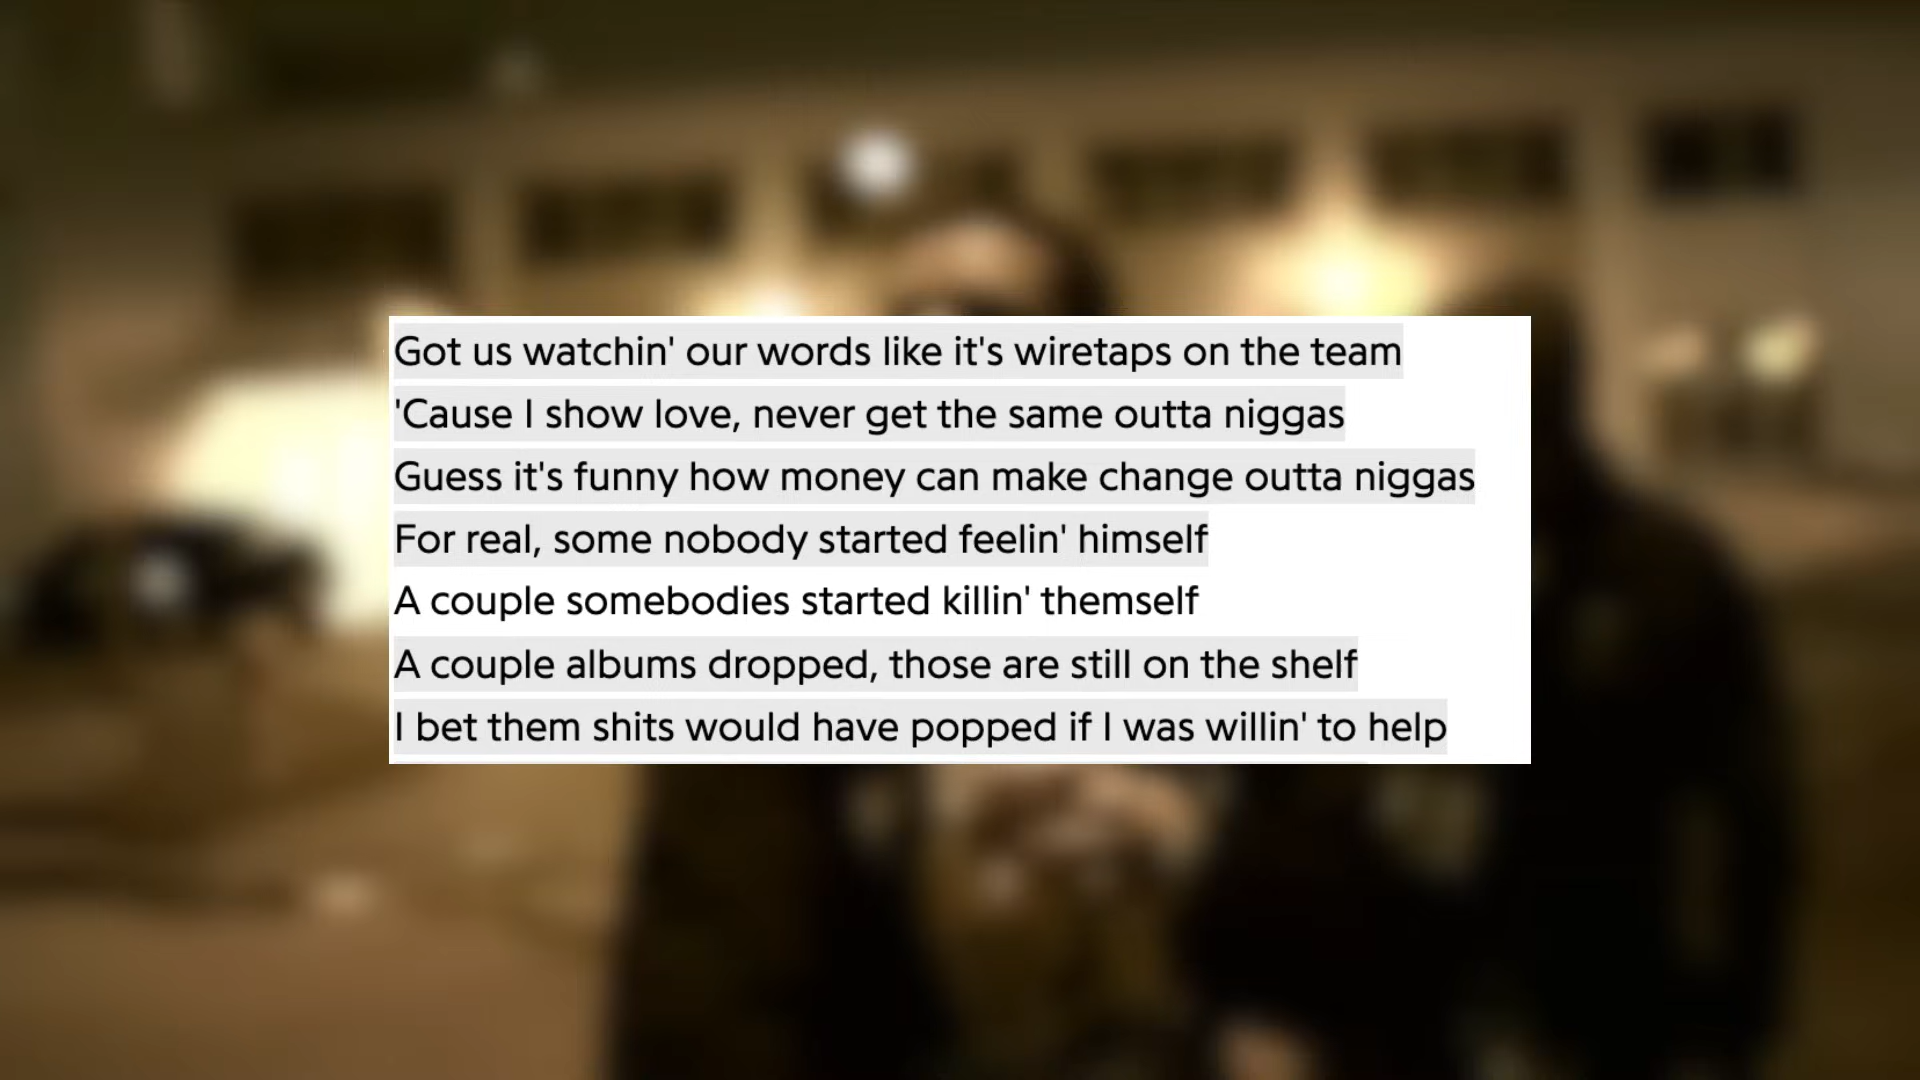 Got us watchin' our words like it's wiretaps on the team
'Cause I show love, never get the same outta niggas
Guess it's funny how money can make change outta niggas
For real, some nobody started feelin' himself
A couple somebodies started killin' themself
A couple albums dropped, those are still on the shelf
I bet them shits would have popped if I was willin' to help